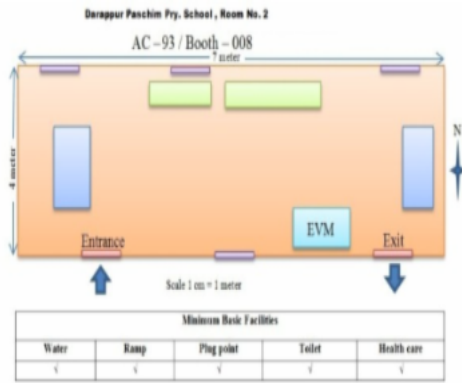 Darappur Paschim Pry. School, Room No. 2
AC – 93 / Booth – 008
7 meter
4 meter
N
EVM
Entrance
Exit
Scale 1 cm = 1 meter
Minimum Basic Facilities
Water Ramp Plug point Toilet Health care
√ √ √ √ √